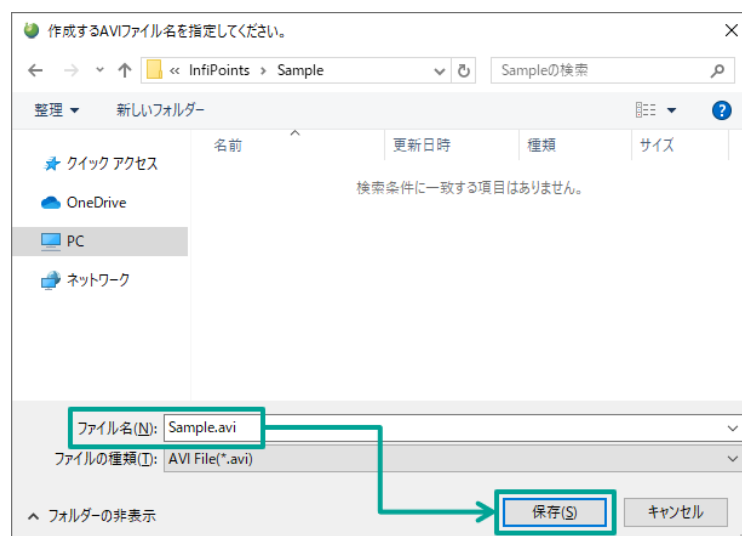 作成するAVIファイル名を指定してください。
« InfiPoints › Sample Sampleの検索
整理 新しいフォルダー
名前 更新日時 種類 サイズ
クイック アクセス
検索条件に一致する項目はありません。
OneDrive
PC
ネットワーク
ファイル名(N): Sample.avi
ファイルの種類(T): AVI File(*.avi)
フォルダーの非表示 保存(S) キャンセル